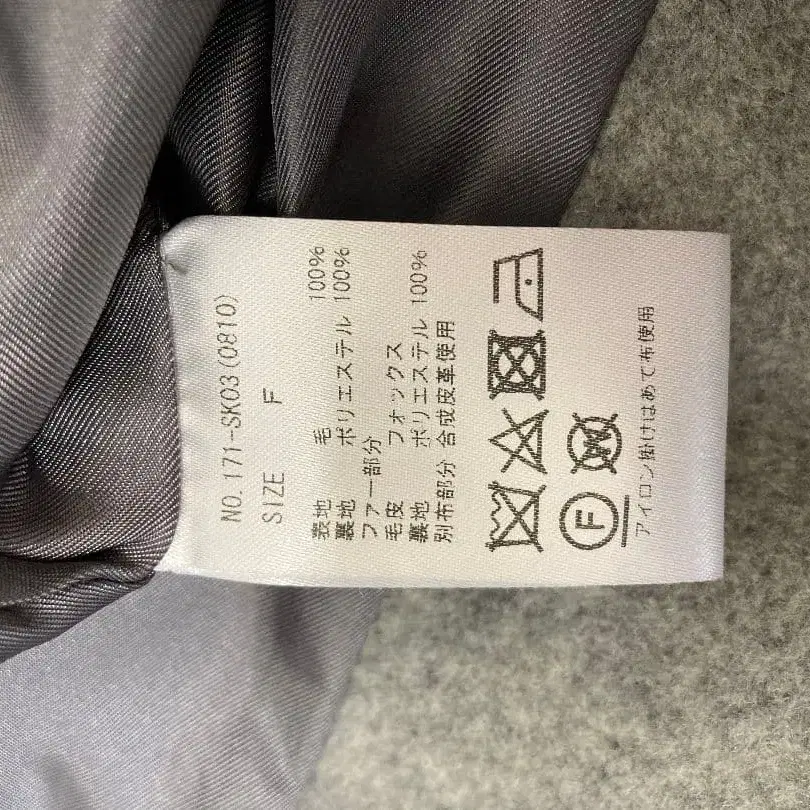 NO.171-SK03(0810)
SIZE F
表地 毛 100%
裏地 ポリエステル 100%
ファー部分
毛皮 フォックス
裏地 ポリエステル 100%
別布部分 合成皮革使用
F
W
アイロン掛けはあて布使用